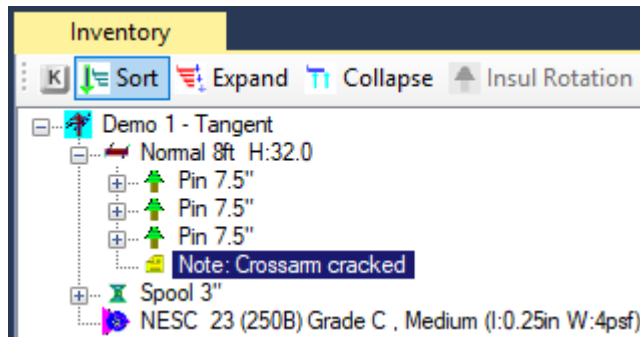 Inventory
K Sort Expand Collapse Insul Rotation
Demo 1 - Tangent
Normal 8ft H:32.0
Pin 7.5"
Pin 7.5"
Pin 7.5"
Note: Crossarm cracked
Spool 3"
NESC 23 (250B) Grade C , Medium (I:0.25in W:4psf)